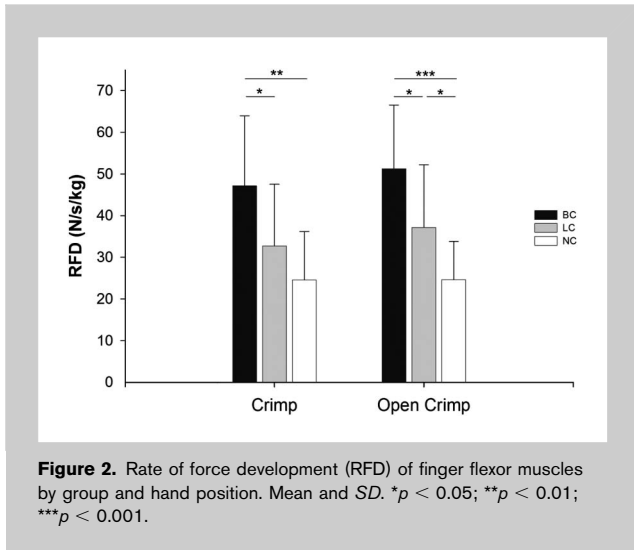 ** ***
* * *
70
60
50
40
30
20
10
0
RFD (N/s/kg)
BC
LC
NC
Crimp Open Crimp
Figure 2. Rate of force development (RFD) of finger flexor muscles
by group and hand position. Mean and SD. *p < 0.05; **p < 0.01;
***p < 0.001.